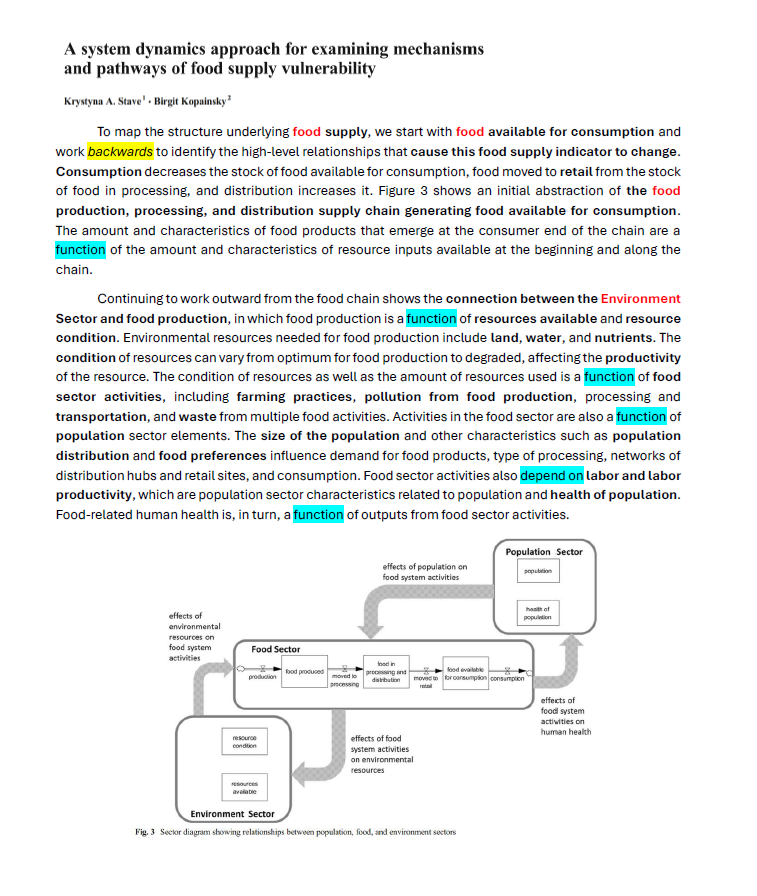 A system dynamics approach for examining mechanisms
and pathways of food supply vulnerability
Krystyna A. Stave¹ · Birgit Kopainsky²
To map the structure underlying food supply, we start with food available for consumption and
work backwards to identify the high-level relationships that cause this food supply indicator to change.
Consumption decreases the stock of food available for consumption, food moved to retail from the stock
of food in processing, and distribution increases it. Figure 3 shows an initial abstraction of the food
production, processing, and distribution supply chain generating food available for consumption.
The amount and characteristics of food products that emerge at the consumer end of the chain are a
function of the amount and characteristics of resource inputs available at the beginning and along the
chain.
Continuing to work outward from the food chain shows the connection between the Environment
Sector and food production, in which food production is a function of resources available and resource
condition. Environmental resources needed for food production include land, water, and nutrients. The
condition of resources can vary from optimum for food production to degraded, affecting the productivity
of the resource. The condition of resources as well as the amount of resources used is a function of food
sector activities, including farming practices, pollution from food production, processing and
transportation, and waste from multiple food activities. Activities in the food sector are also a function of
population sector elements. The size of the population and other characteristics such as population
distribution and food preferences influence demand for food products, type of processing, networks of
distribution hubs and retail sites, and consumption. Food sector activities also depend on labor and labor
productivity, which are population sector characteristics related to population and health of population.
Food-related human health is, in turn, a function of outputs from food sector activities.
Population Sector
population
health of
population
effects of population on
food system activities
effects of
environmental
resources on
food system
activities
Food Sector
production
food produced
moved to
processing
food in
processing and
distribution
moved to
retail
food available
for consumption
consumption
effects of
food system
activities on
human health
resource
condition
resources
available
Environment Sector
effects of food
system activities
on environmental
resources
Fig. 3 Sector diagram showing relationships between population, food, and environment sectors